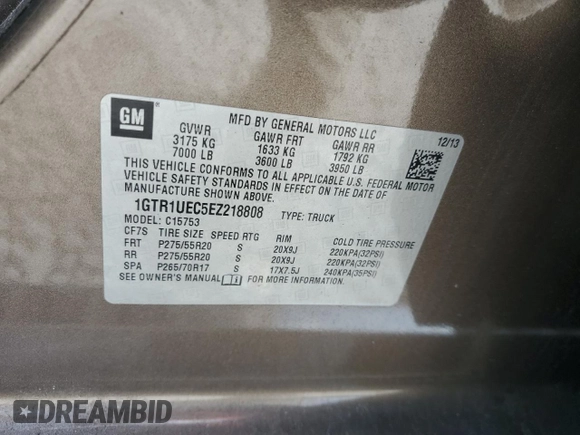 GM
MFD BY GENERAL MOTORS LLC
12/13
GVWR GAWR FRT GAWR RR
3175 KG 1633 KG 1792 KG
7000 LB 3600 LB 3950 LB
THIS VEHICLE CONFORMS TO ALL APPLICABLE U.S. FEDERAL MOTOR
VEHICLE SAFETY STANDARDS IN EFFECT ON THE DATE OF
MANUFACTURE SHOWN ABOVE.
1GTR1UEC5EZ218808 TYPE: TRUCK
MODEL: C15753
CF7S TIRE SIZE SPEED RTG RIM COLD TIRE PRESSURE
FRT P275/55R20 S 20X9J 220KPA(32PSI)
RR P275/55R20 S 20X9J 220KPA(32PSI)
SPA P265/70R17 S 17X7.5J 240KPA(35PSI)
SEE OWNER'S MANUAL FOR MORE INFORMATION.
DREAMBID